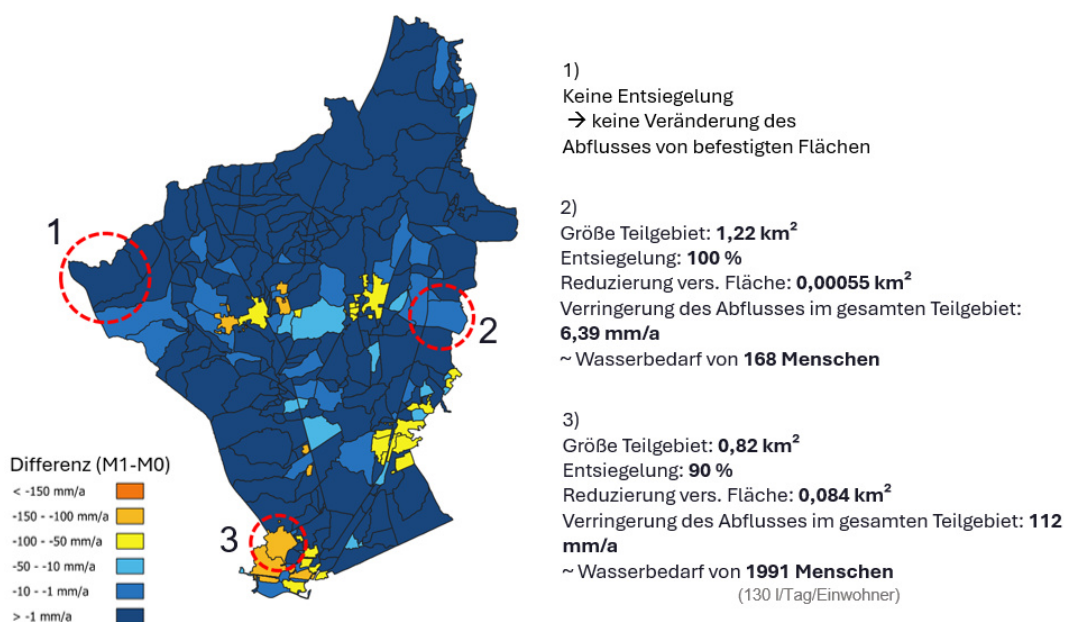 1)
Keine Entsiegelung
→ keine Veränderung des
Abflusses von befestigten Flächen
2)
Größe Teilgebiet: 1,22 km²
Entsiegelung: 100 %
Reduzierung vers. Fläche: 0,00055 km²
Verringerung des Abflusses im gesamten Teilgebiet:
6,39 mm/a
~ Wasserbedarf von 168 Menschen
3)
Größe Teilgebiet: 0,82 km²
Entsiegelung: 90 %
Reduzierung vers. Fläche: 0,084 km²
Verringerung des Abflusses im gesamten Teilgebiet: 112
mm/a
~ Wasserbedarf von 1991 Menschen
(130 l/Tag/Einwohner)
1
2
3
Differenz (M1-M0)
< -150 mm/a
-150 - -100 mm/a
-100 - -50 mm/a
-50 - -10 mm/a
-10 - -1 mm/a
> -1 mm/a